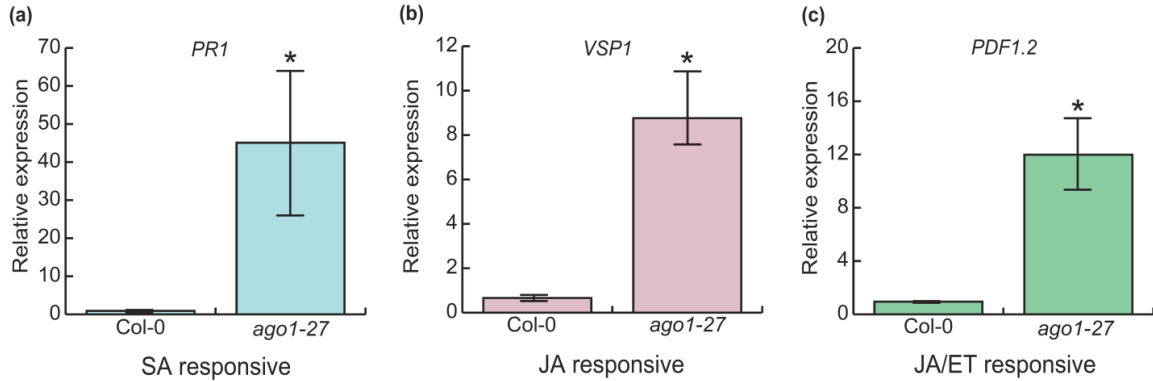 (a)
PR1
*
Relative expression
70
60
50
40
30
20
10
0
Col-0 ago1-27
SA responsive
(b)
VSP1
*
Relative expression
12
10
8
6
4
2
0
Col-0 ago1-27
JA responsive
(c)
PDF1.2
*
Relative expression
20
16
12
8
4
0
Col-0 ago1-27
JA/ET responsive